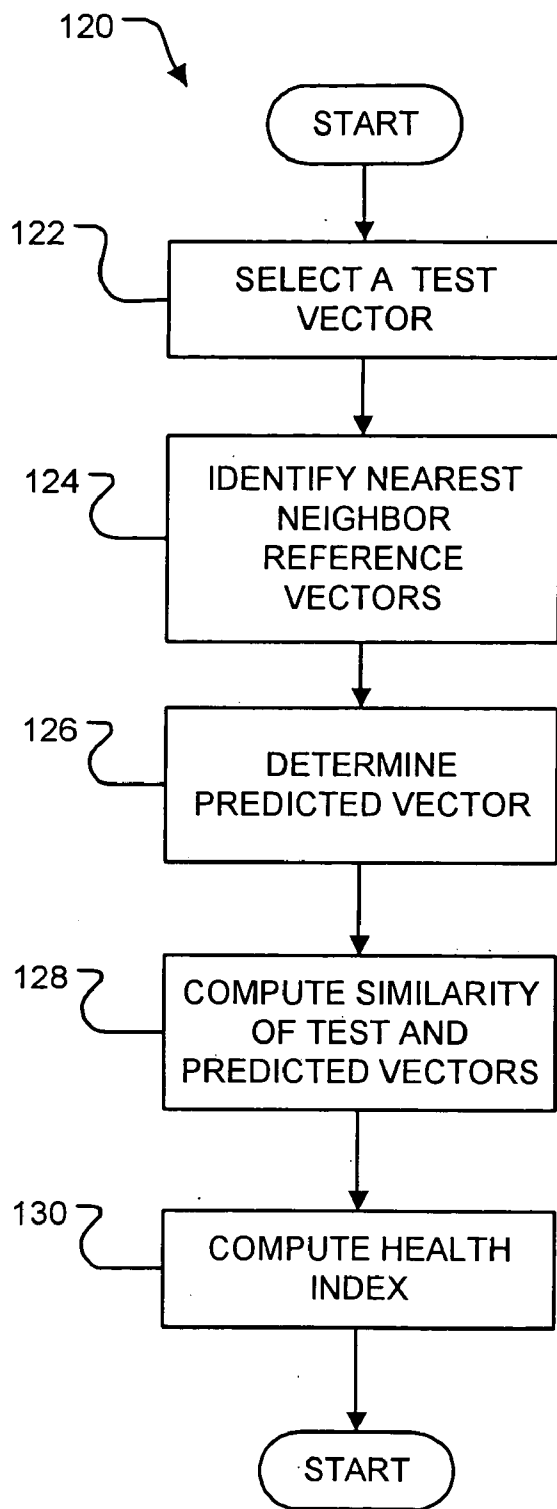 120
START
122
SELECT A TEST
VECTOR
124
IDENTIFY NEAREST
NEIGHBOR
REFERENCE
VECTORS
126
DETERMINE
PREDICTED VECTOR
128
COMPUTE SIMILARITY
OF TEST AND
PREDICTED VECTORS
130
COMPUTE HEALTH
INDEX
START